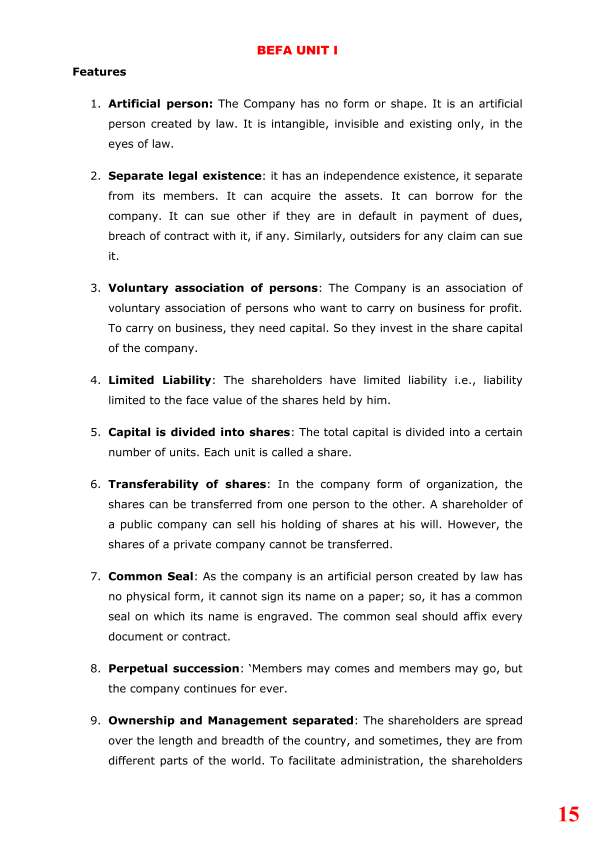 BEFA UNIT I
Features
1. Artificial person: The Company has no form or shape. It is an artificial
person created by law. It is intangible, invisible and existing only, in the
eyes of law.
2. Separate legal existence: it has an independence existence, it separate
from its members. It can acquire the assets. It can borrow for the
company. It can sue other if they are in default in payment of dues,
breach of contract with it, if any. Similarly, outsiders for any claim can sue
it.
3. Voluntary association of persons: The Company is an association of
voluntary association of persons who want to carry on business for profit.
To carry on business, they need capital. So they invest in the share capital
of the company.
4. Limited Liability: The shareholders have limited liability i.e., liability
limited to the face value of the shares held by him.
5. Capital is divided into shares: The total capital is divided into a certain
number of units. Each unit is called a share.
6. Transferability of shares: In the company form of organization, the
shares can be transferred from one person to the other. A shareholder of
a public company can sell his holding of shares at his will. However, the
shares of a private company cannot be transferred.
7. Common Seal: As the company is an artificial person created by law has
no physical form, it cannot sign its name on a paper; so, it has a common
seal on which its name is engraved. The common seal should affix every
document or contract.
8. Perpetual succession: ‘Members may comes and members may go, but
the company continues for ever.
9. Ownership and Management separated: The shareholders are spread
over the length and breadth of the country, and sometimes, they are from
different parts of the world. To facilitate administration, the shareholders
15